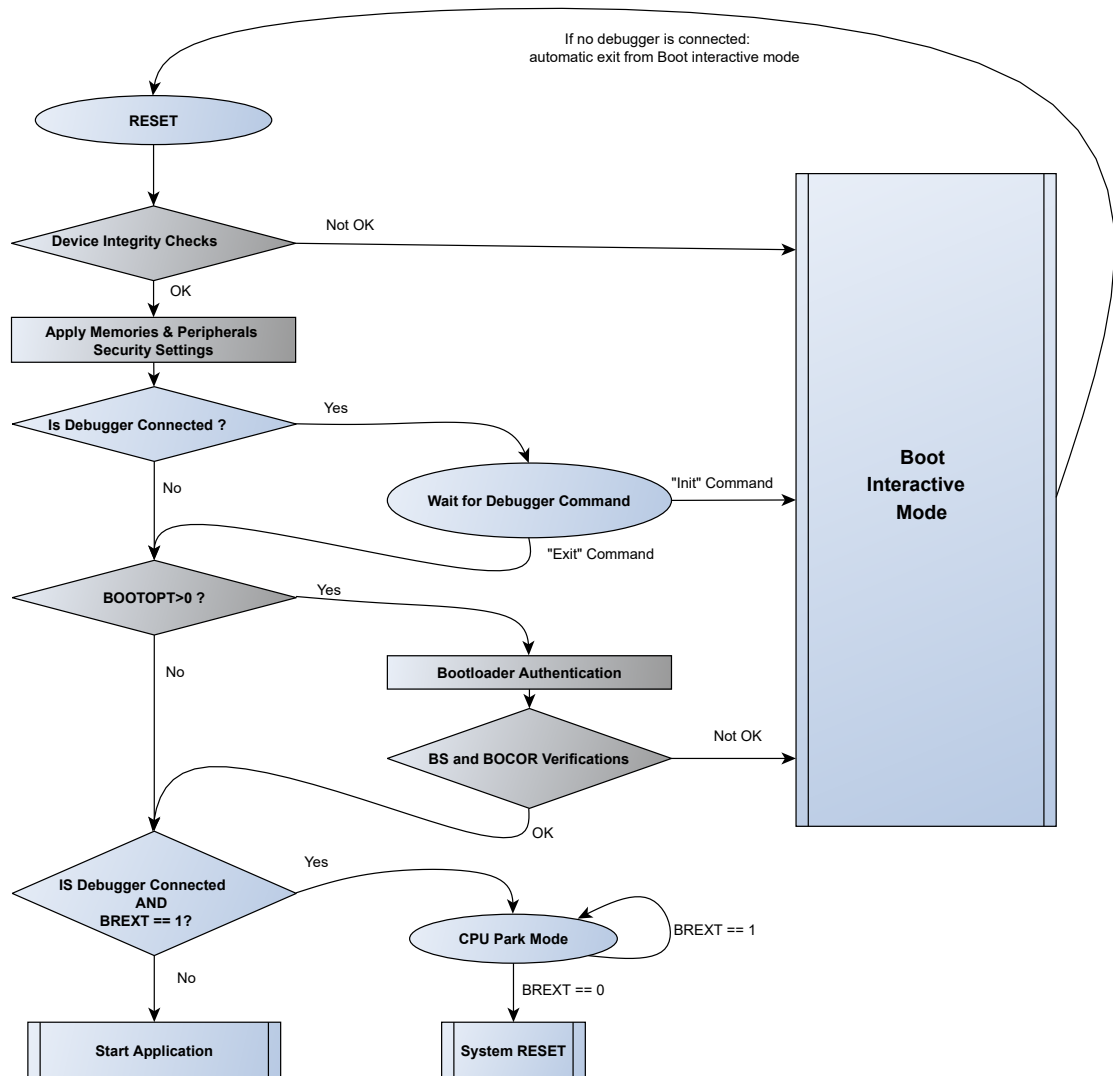 If no debugger is connected:
automatic exit from Boot interactive mode
RESET
Device Integrity Checks
Not OK
OK
Apply Memories & Peripherals
Security Settings
Is Debugger Connected ?
Yes
No
Wait for Debugger Command
"Init" Command
"Exit" Command
Boot
Interactive
Mode
BOOTOPT>0 ?
Yes
No
Bootloader Authentication
BS and BOCOR Verifications
Not OK
OK
IS Debugger Connected
AND
BREXT == 1?
Yes
No
CPU Park Mode
BREXT == 1
BREXT == 0
Start Application
System RESET